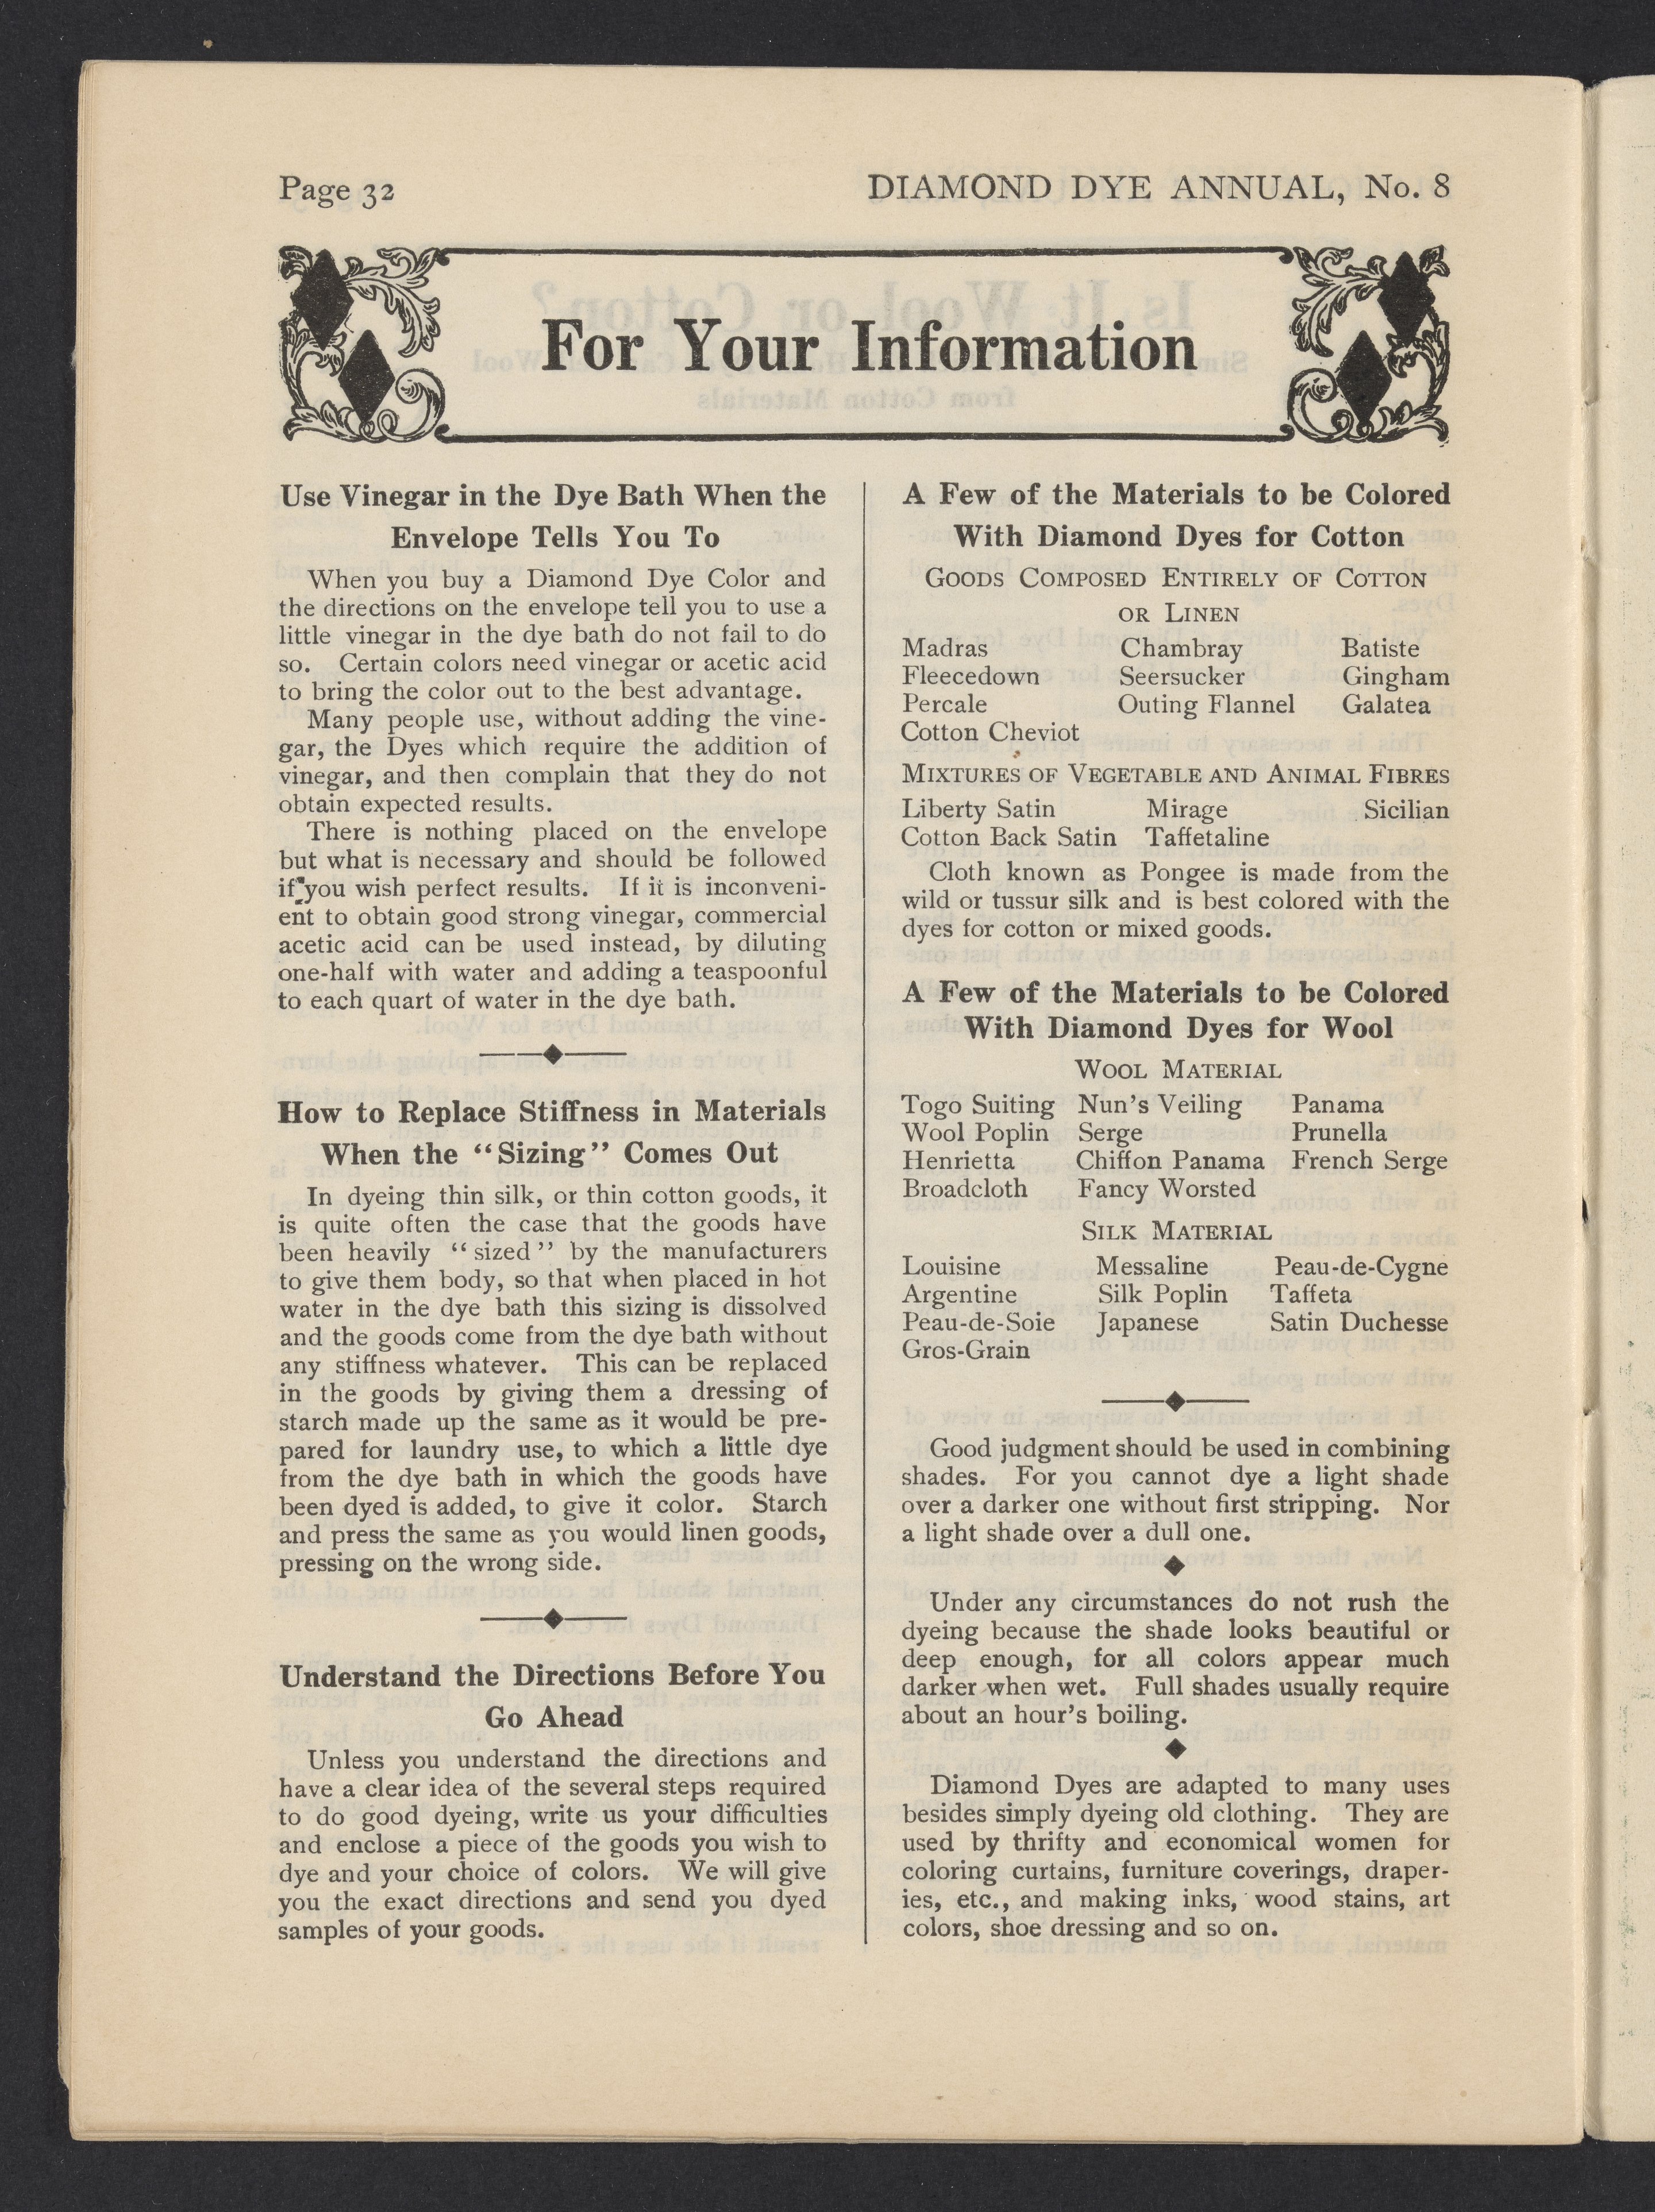 Page 32
DIAMOND DYE ANNUAL, No. 8
For Your Information
Use Vinegar in the Dye Bath When the
Envelope Tells You To
When you buy a Diamond Dye Color and
the directions on the envelope tell you to use a
little vinegar in the dye bath do not fail to do
so. Certain colors need vinegar or acetic acid
to bring the color out to the best advantage.
Many people use, without adding the vine-
gar, the Dyes which require the addition of
vinegar, and then complain that they do not
obtain expected results.
There is nothing placed on the envelope
but what is necessary and should be followed
if you wish perfect results. If it is inconveni-
ent to obtain good strong vinegar, commercial
acetic acid can be used instead, by diluting
one-half with water and adding a teaspoonful
to each quart of water in the dye bath.
How to Replace Stiffness in Materials
When the "Sizing" Comes Out
In dyeing thin silk, or thin cotton goods, it
is quite often the case that the goods have
been heavily "sized" by the manufacturers
to give them body, so that when placed in hot
water in the dye bath this sizing is dissolved
and the goods come from the dye bath without
any stiffness whatever. This can be replaced
in the goods by giving them a dressing of
starch made up the same as it would be pre-
pared for laundry use, to which a little dye
from the dye bath in which the goods have
been dyed is added, to give it color. Starch
and press the same as you would linen goods,
pressing on the wrong side.
Understand the Directions Before You
Go Ahead
Unless you understand the directions and
have a clear idea of the several steps required
to do good dyeing, write us your difficulties
and enclose a piece of the goods you wish to
dye and your choice of colors. We will give
you the exact directions and send you dyed
samples of your goods.
A Few of the Materials to be Colored
With Diamond Dyes for Cotton
GOODS COMPOSED ENTIRELY OF COTTON
OR LINEN
Madras Chambray Batiste
Fleecedown Seersucker Gingham
Percale Outing Flannel Galatea
Cotton Cheviot
MIXTURES OF VEGETABLE AND ANIMAL FIBRES
Liberty Satin Mirage Sicilian
Cotton Back Satin Taffetaline
Cloth known as Pongee is made from the
wild or tussur silk and is best colored with the
dyes for cotton or mixed goods.
A Few of the Materials to be Colored
With Diamond Dyes for Wool
WOOL MATERIAL
Togo Suiting Nun's Veiling Panama
Wool Poplin Serge Prunella
Henrietta Chiffon Panama French Serge
Broadcloth Fancy Worsted
SILK MATERIAL
Louisine Messaline Peau-de-Cygne
Argentine Silk Poplin Taffeta
Peau-de-Soie Japanese Satin Duchesse
Gros-Grain
Good judgment should be used in combining
shades. For you cannot dye a light shade
over a darker one without first stripping. Nor
a light shade over a dull one.
Under any circumstances do not rush the
dyeing because the shade looks beautiful or
deep enough, for all colors appear much
darker when wet. Full shades usually require
about an hour's boiling.
Diamond Dyes are adapted to many uses
besides simply dyeing old clothing. They are
used by thrifty and economical women for
coloring curtains, furniture coverings, draper-
ies, etc., and making inks, wood stains, art
colors, shoe dressing and so on.